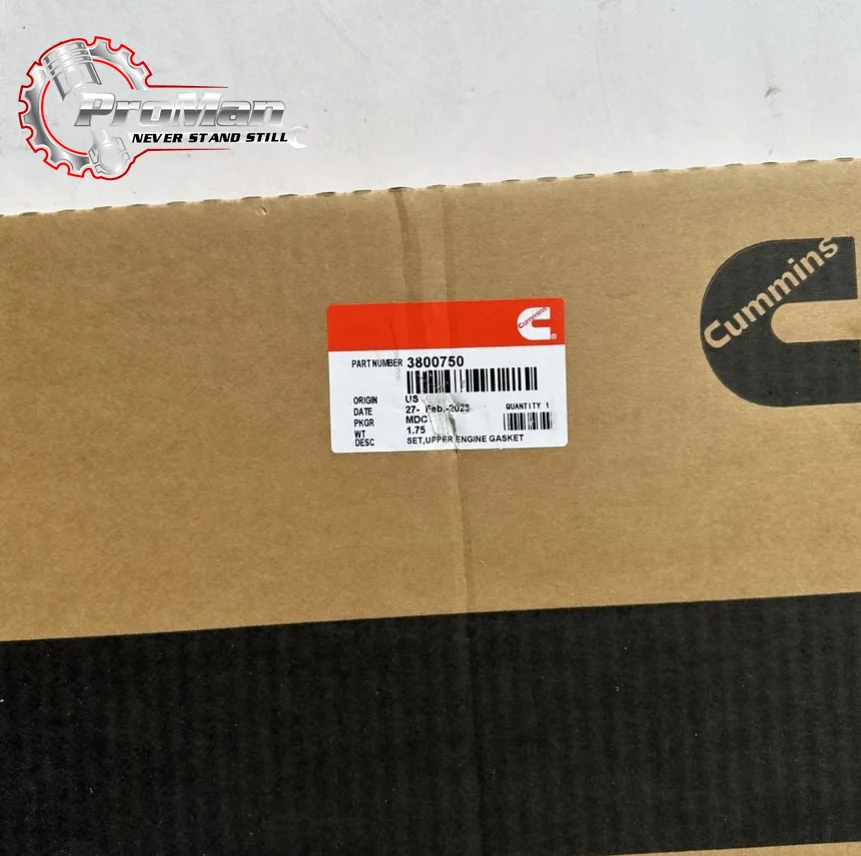 ProMan
NEVER STAND STILL
Cummins
Cummins
PART NUMBER 3800750
ORIGIN US
DATE 27- Feb.-2023
QUANTITY 1
PKGR MDC
WT 1.75
DESC SET,UPPER ENGINE GASKET